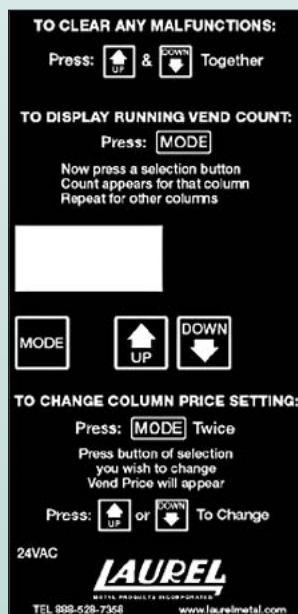 TO CLEAR ANY MALFUNCTIONS:
Press: UP & DOWN Together
TO DISPLAY RUNNING VEND COUNT:
Press: MODE
Now press a selection button
Count appears for that column
Repeat for other columns
MODE UP DOWN
TO CHANGE COLUMN PRICE SETTING:
Press: MODE Twice
Press button of selection
you wish to change
Vend Price will appear
Press: UP or DOWN To Change
24VAC
LAUREL
METAL PRODUCTS INCORPORATED
TEL 888-528-7358 www.laurelmetal.com